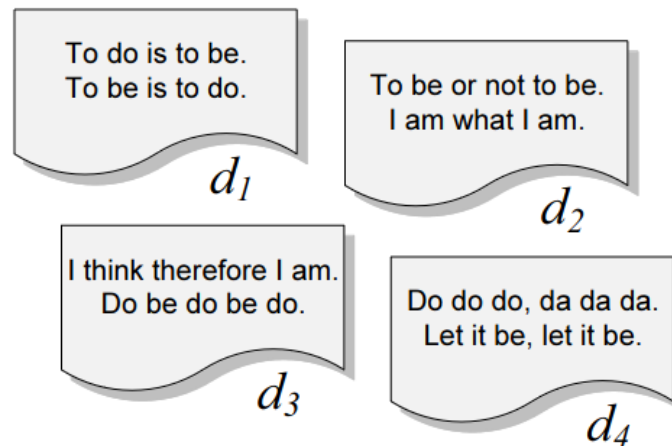 To do is to be.
To be is to do.
d1
To be or not to be.
I am what I am.
d2
I think therefore I am.
Do be do be do.
d3
Do do do, da da da.
Let it be, let it be.
d4